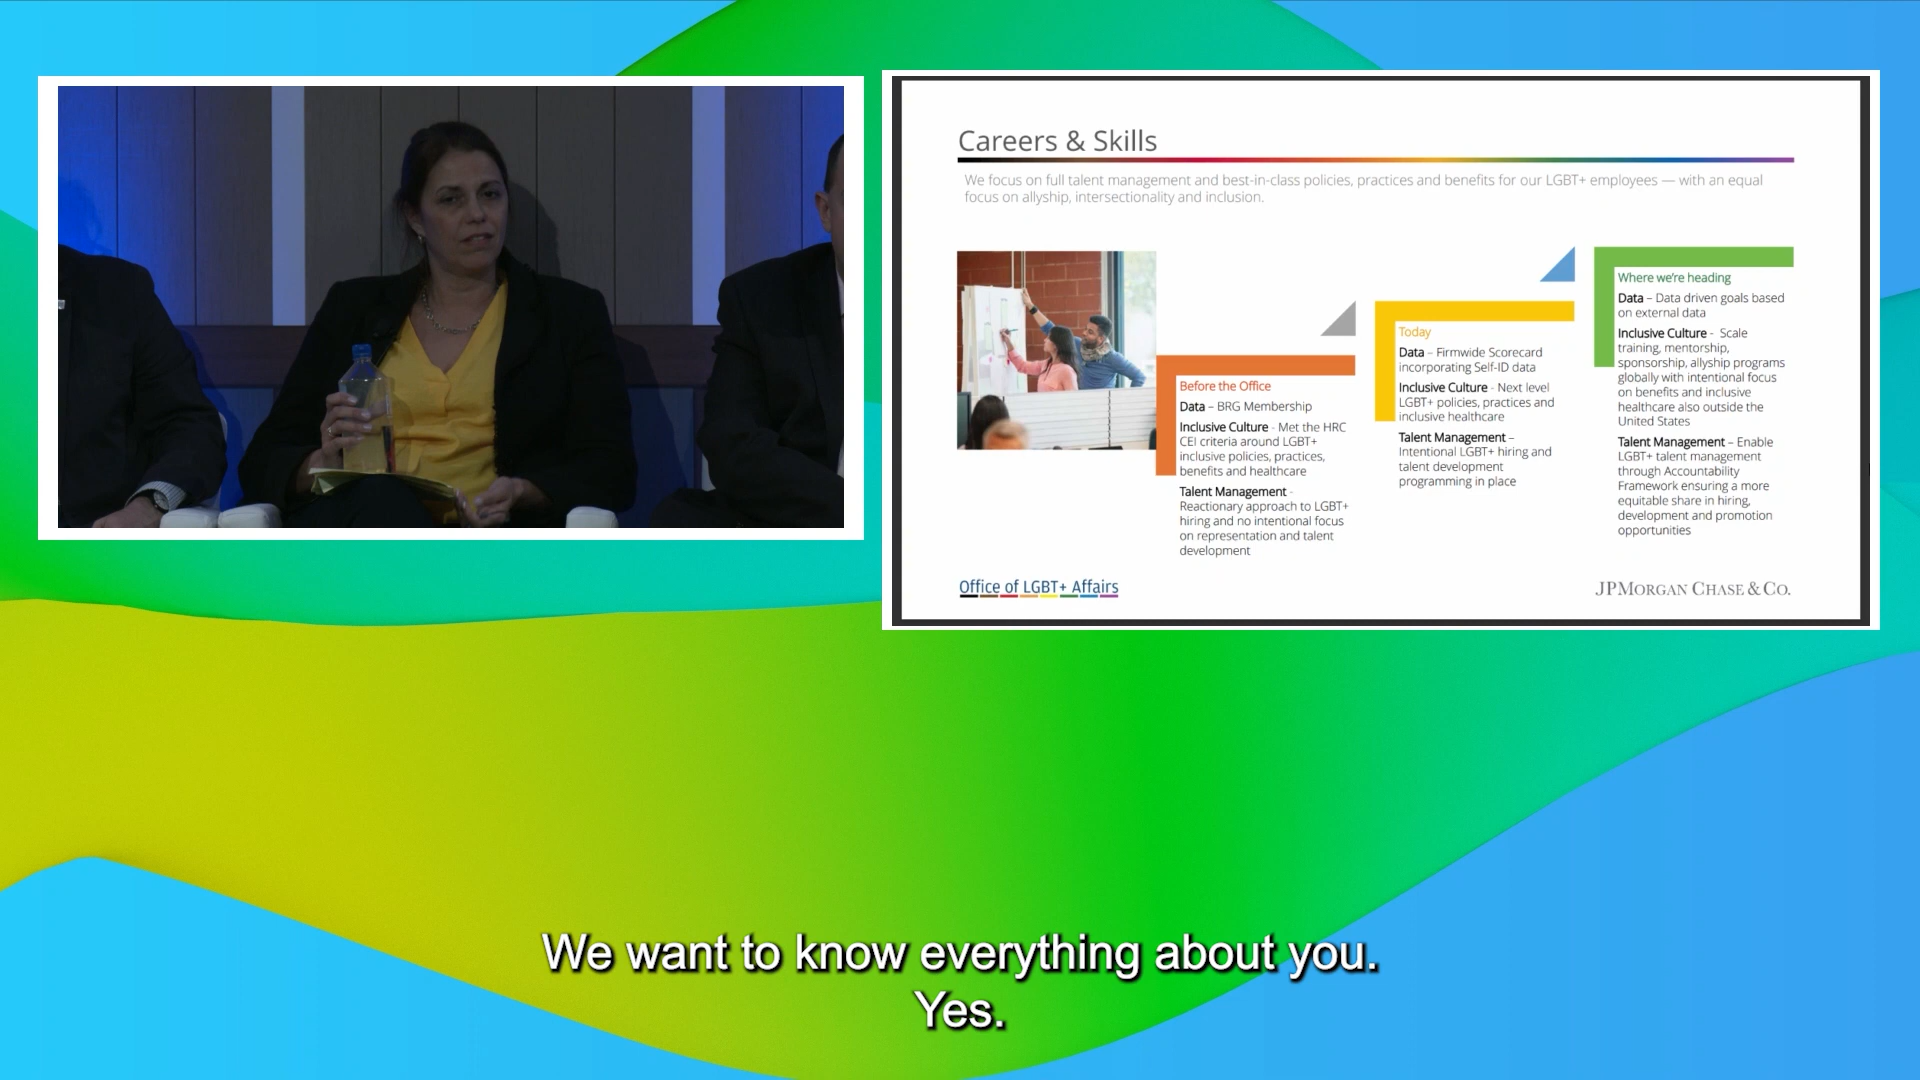 Careers & Skills
We focus on full talent management and best-in-class policies, practices and benefits for our LGBT+ employees — with an equal
focus on allyship, intersectionality and inclusion.
Before the Office
Data – BRG Membership
Inclusive Culture - Met the HRC
CEI criteria around LGBT+
inclusive policies, practices,
benefits and healthcare
Talent Management -
Reactionary approach to LGBT+
hiring and no intentional focus
on representation and talent
development
Today
Data – Firmwide Scorecard
incorporating Self-ID data
Inclusive Culture - Next level
LGBT+ policies, practices and
inclusive healthcare
Talent Management –
Intentional LGBT+ hiring and
talent development
programming in place
Where we're heading
Data – Data driven goals based
on external data
Inclusive Culture - Scale
training, mentorship,
sponsorship, allyship programs
globally with intentional focus
on benefits and inclusive
healthcare also outside the
United States
Talent Management – Enable
LGBT+ talent management
through Accountability
Framework ensuring a more
equitable share in hiring,
development and promotion
opportunities
Office of LGBT+ Affairs
JPMORGAN CHASE & CO.
We want to know everything about you.
Yes.